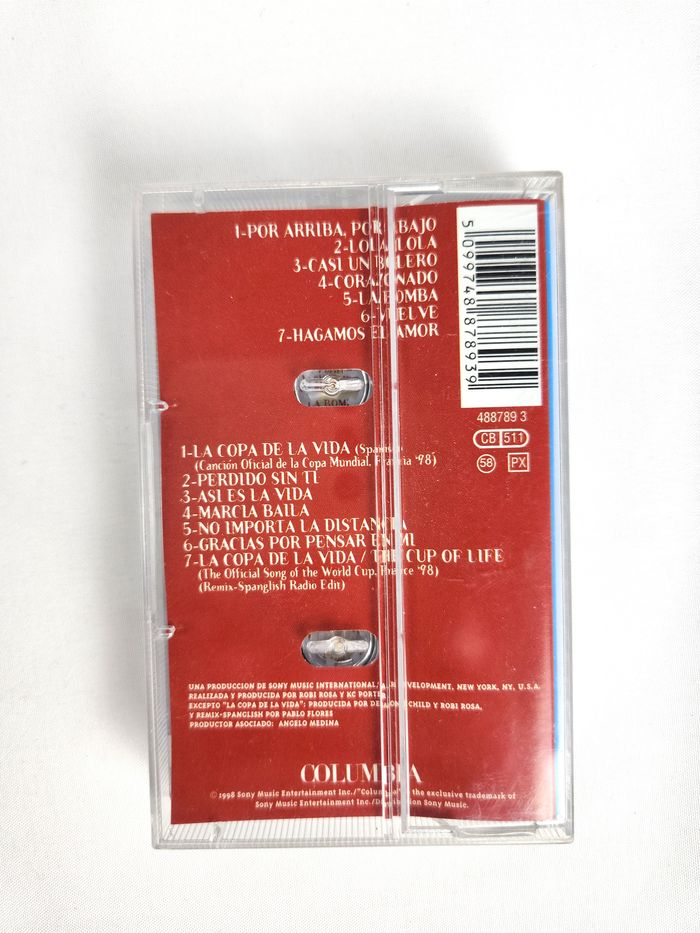 1-POR ARRIBA, POR ABAJO
2-LOLA, LOLA
3-CASI UN BOLERO
4-CORAZONADO
5-LA BOMBA
6-VUELVE
7-HAGAMOS EL AMOR
5 099748 878939
488789 3
CB 511
58 PX
LA BOM
1-LA COPA DE LA VIDA (Spanish)
(Canción Oficial de la Copa Mundial, Francia '98)
2-PERDIDO SIN TI
3-ASI ES LA VIDA
4-MARCIA BAILA
5-NO IMPORTA LA DISTANCIA
6-GRACIAS POR PENSAR EN MI
7-LA COPA DE LA VIDA / THE CUP OF LIFE
(The Official Song of the World Cup, France '98)
(Remix-Spanglish Radio Edit)
UNA PRODUCCION DE SONY MUSIC INTERNATIONAL/A&R DEVELOPMENT, NEW YORK, NY, U.S.A.
REALIZADA Y PRODUCIDA POR ROBI ROSA Y KC PORTER
EXCEPTO "LA COPA DE LA VIDA": PRODUCIDA POR DESMOND CHILD Y ROBI ROSA,
Y REMIX-SPANGLISH POR PABLO FLORES
PRODUCTOR ASOCIADO: ANGELO MEDINA
COLUMBIA
© 1998 Sony Music Entertainment Inc./"Columbia" is the exclusive trademark of
Sony Music Entertainment Inc./Distribution Sony Music.